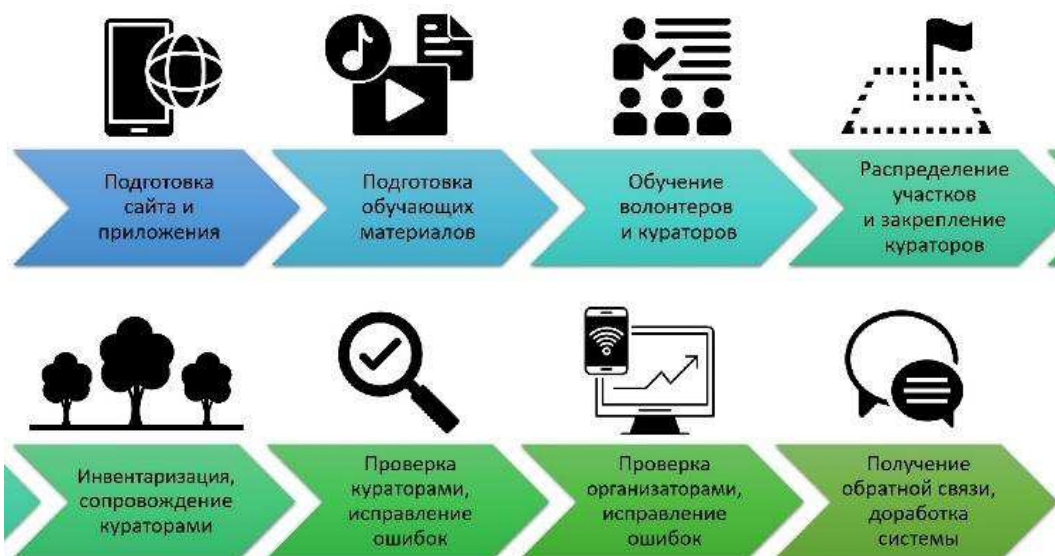 Подготовка
сайта и
приложения
Подготовка
обучающих
материалов
Обучение
волонтеров
и кураторов
Распределение
участков
и закрепление
кураторов
Инвентаризация,
сопровождение
кураторами
Проверка
кураторами,
исправление
ошибок
Проверка
организаторами,
исправление
ошибок
Получение
обратной связи,
доработка
системы